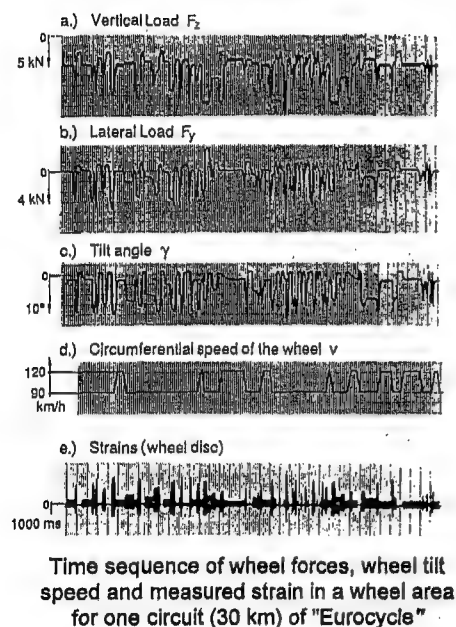 a.) Vertical Load Fz
0
5 kN
b.) Lateral Load Fy
0
4 kN
c.) Tilt angle γ
0
10°
d.) Circumferential speed of the wheel v
120
90
km/h
e.) Strains (wheel disc)
0
1000 ms
Time sequence of wheel forces, wheel tilt
speed and measured strain in a wheel area
for one circuit (30 km) of "Eurocycle"